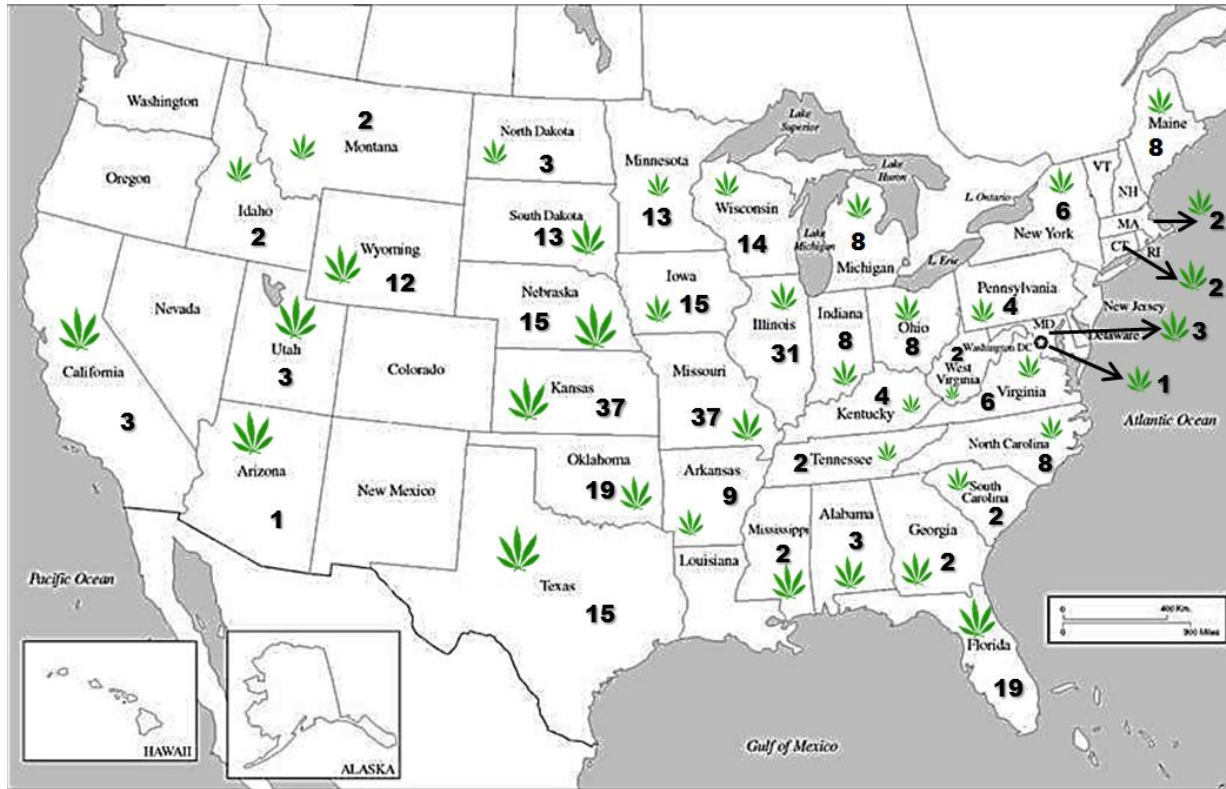 Washington
2
Montana
North Dakota
3
Minnesota
13
Lake
Superior
Maine
8
Oregon
Idaho
2
Wyoming
12
South Dakota
13
Wisconsin
14
Lake
Michigan
Lake
Huron
8
Michigan
L. Ontario
L. Erie
6
New York
VT
NH
MA
2
CT
RI
2
Nevada
Utah
3
California
3
Nebraska
15
Iowa
15
Illinois
31
Indiana
8
Ohio
8
Pennsylvania
4
New Jersey
MD
Delaware
3
Washington DC
1
2
West
Virginia
Virginia
6
Colorado
Kansas
37
Missouri
37
4
Kentucky
Atlantic Ocean
Arizona
1
New Mexico
Oklahoma
19
Arkansas
9
2
Tennessee
North Carolina
8
South
Carolina
2
Mississippi
2
Alabama
3
Georgia
2
Louisiana
Texas
15
Florida
19
Pacific Ocean
Gulf of Mexico
HAWAII
ALASKA
0
400 Km.
0